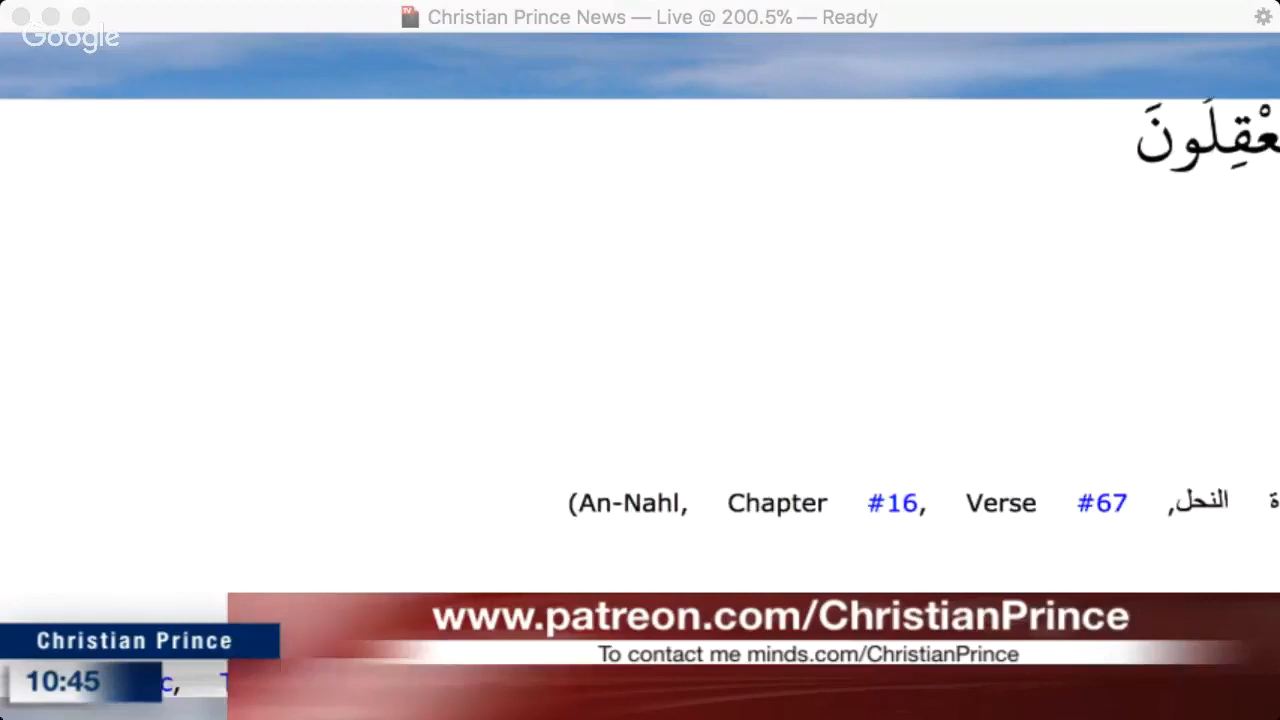 Christian Prince News — Live @ 200.5% — Ready
Google
عْقِلُونَ
(An-Nahl, Chapter #16, Verse #67 ة النحل,
www.patreon.com/ChristianPrince
Christian Prince
To contact me minds.com/ChristianPrince
10:45 c,